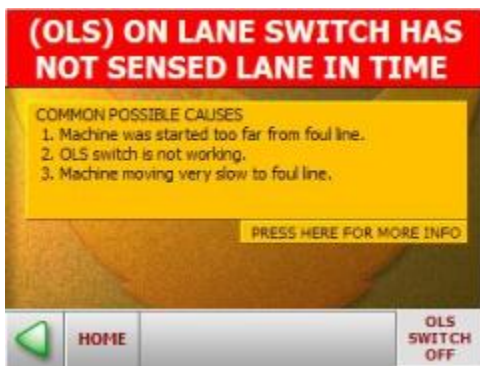 (OLS) ON LANE SWITCH HAS
NOT SENSED LANE IN TIME
COMMON POSSIBLE CAUSES
1. Machine was started too far from foul line.
2. OLS switch is not working.
3. Machine moving very slow to foul line.
PRESS HERE FOR MORE INFO
HOME
OLS
SWITCH
OFF